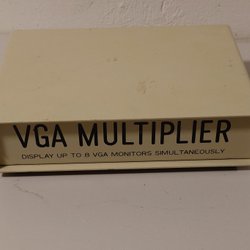 VGA MULTIPLIER
DISPLAY UP TO 8 VGA MONITORS SIMULTANEOUSLY